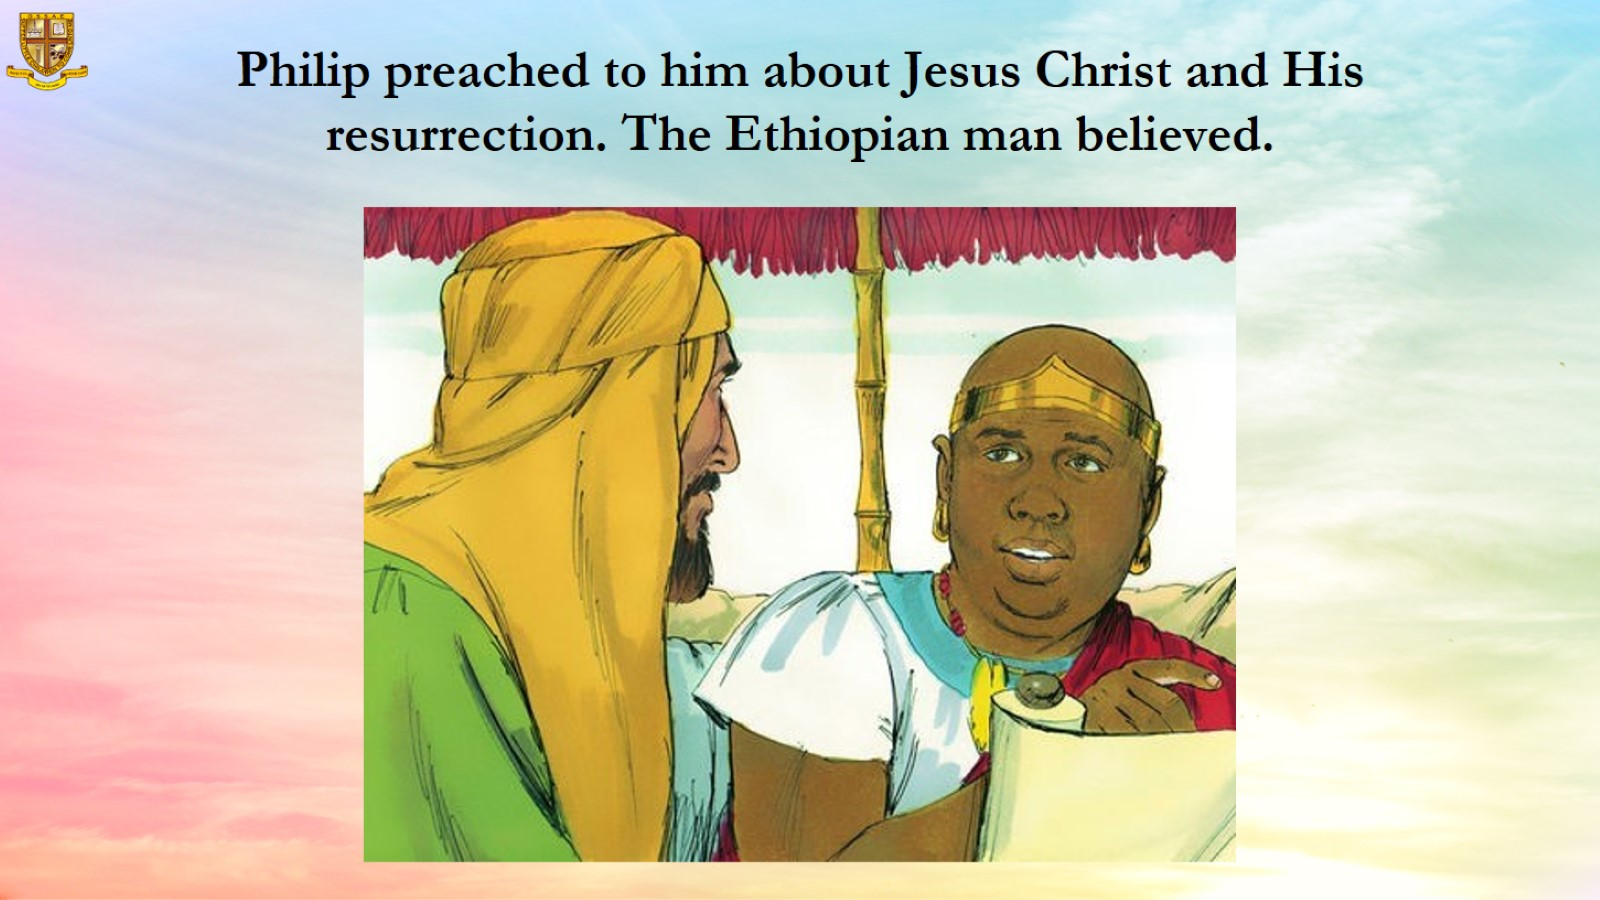 Philip preached to him about Jesus Christ and His
resurrection. The Ethiopian man believed.